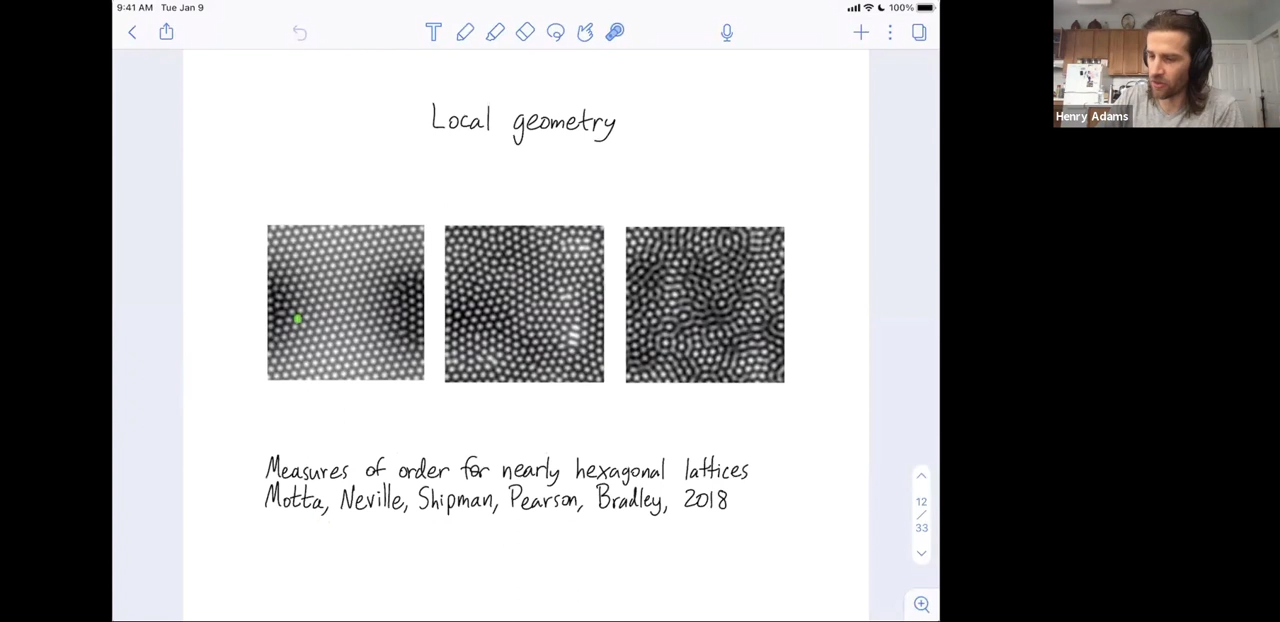 9:41 AM Tue Jan 9
100%
T
Henry Adams
Local geometry
Measures of order for nearly hexagonal lattices
Motta, Neville, Shipman, Pearson, Bradley, 2018
12
/
33